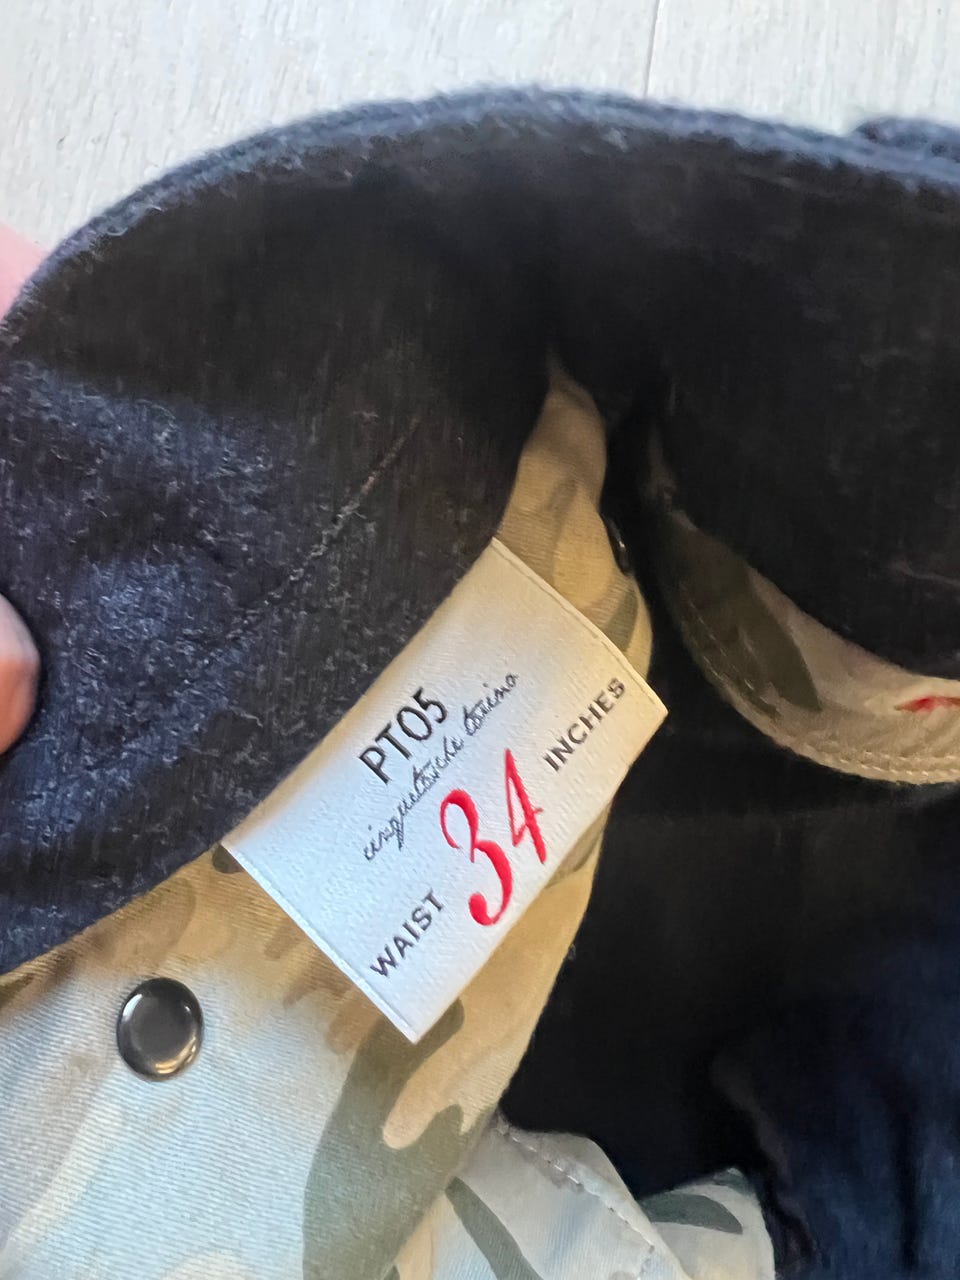 PT05
cinquetasche torino
WAIST 34 INCHES